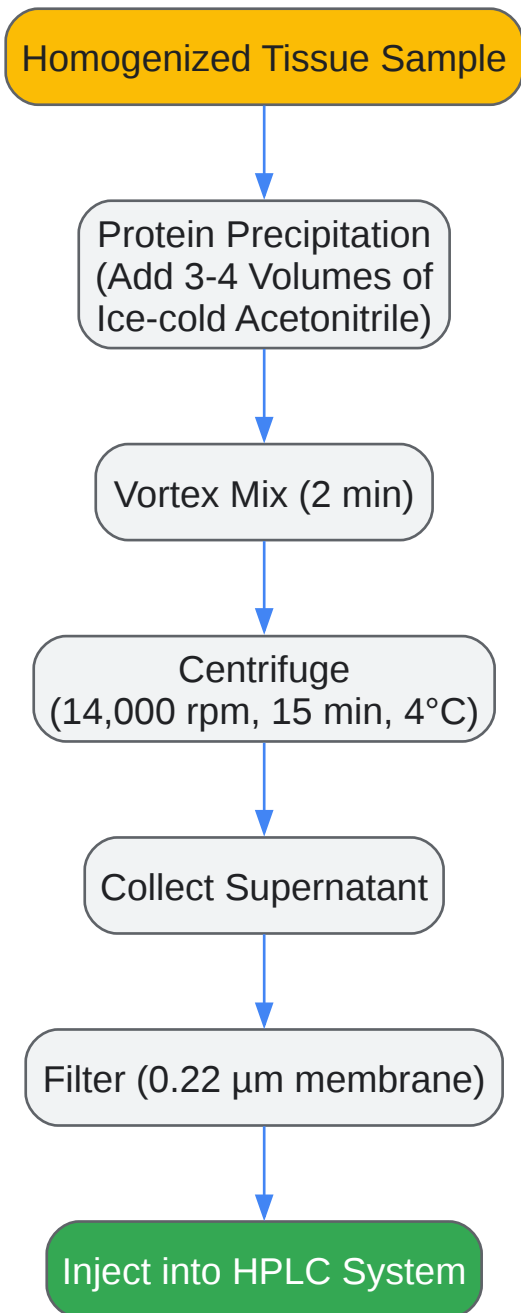 Homogenized Tissue Sample
Protein Precipitation
(Add 3-4 Volumes of
Ice-cold Acetonitrile)
Vortex Mix (2 min)
Centrifuge
(14,000 rpm, 15 min, 4°C)
Collect Supernatant
Filter (0.22 µm membrane)
Inject into HPLC System